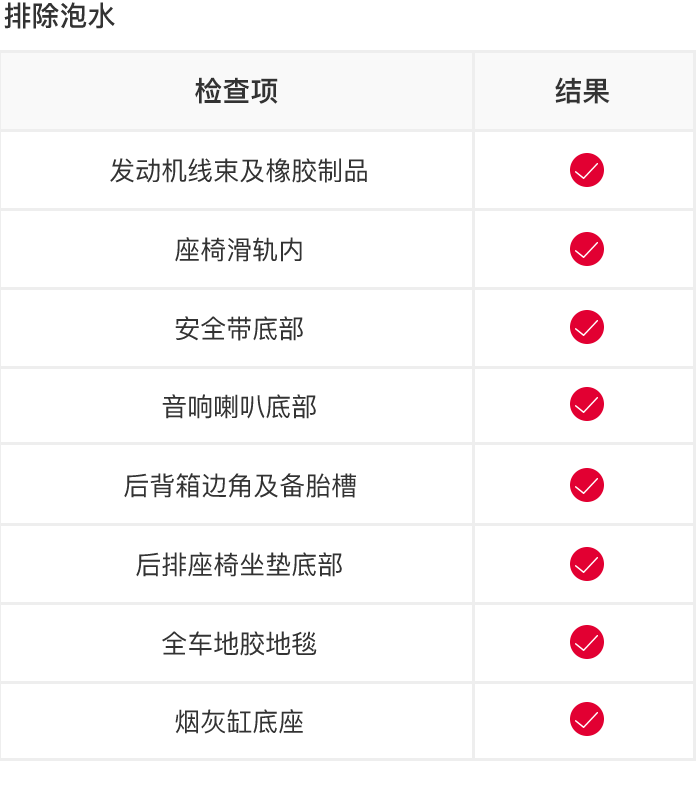 排除泡水
检查项 结果
发动机线束及橡胶制品
座椅滑轨内
安全带底部
音响喇叭底部
后背箱边角及备胎槽
后排座椅坐垫底部
全车地胶地毯
烟灰缸底座